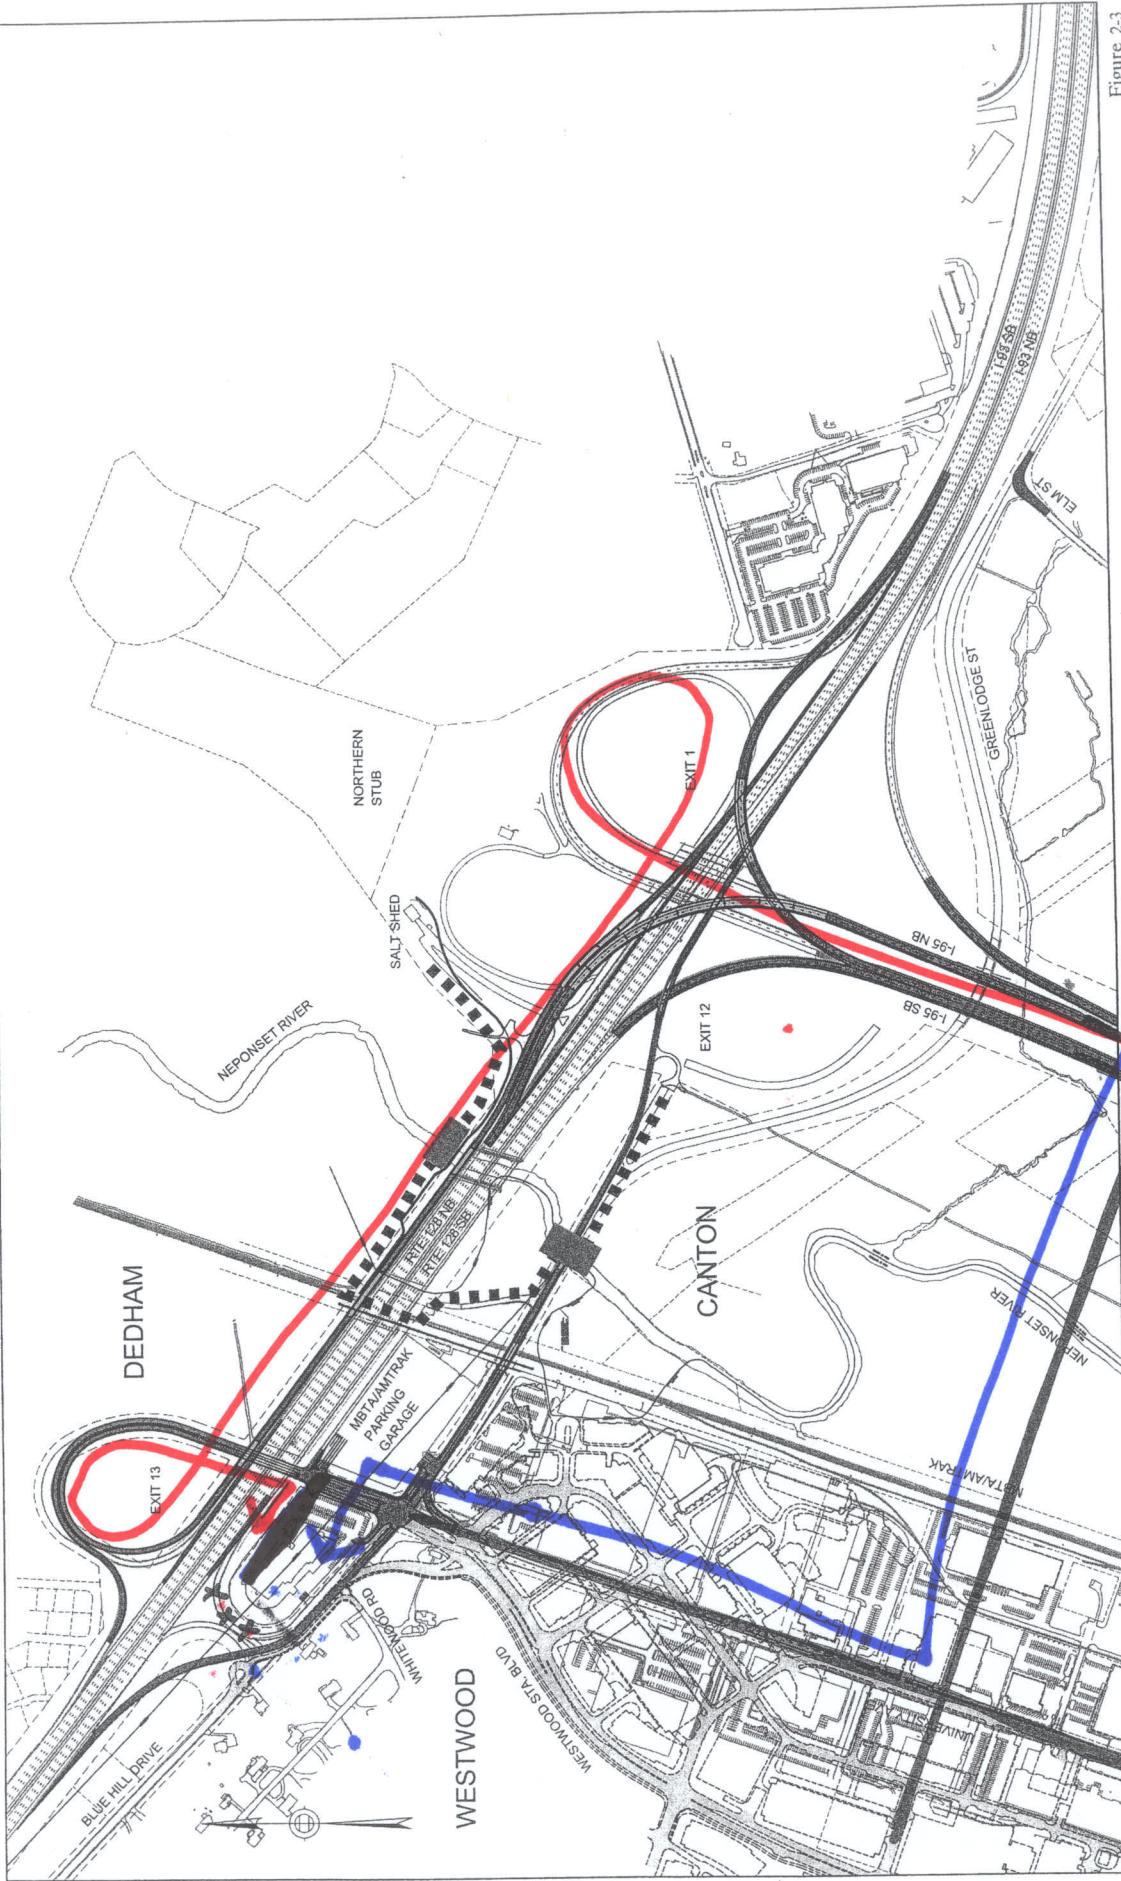 Figure 2-3
I-93 SB
I-93 NB
ELM ST
GREENLODGE ST
NORTHERN
STUB
EXIT 1
SALT SHED
I-95 NB
I-95 SB
NEPONSET RIVER
EXIT 12
RTE 128 NB
RTE 128 SB
DEDHAM
CANTON
NEPONSET RIVER
MBTA/AMTRAK
PARKING
GARAGE
MBTA/AMTRAK
EXIT 13
WHITEWOOD RD
WESTWOOD STA BLVD
UNIVERSITY AVE
BLUE HILL DRIVE
WESTWOOD